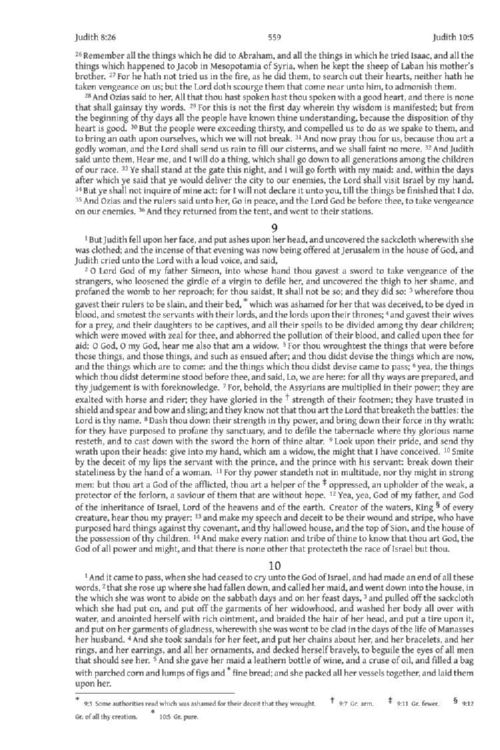 Judith 8:26 559 Judith 10:5
26 Remember all the things which he did to Abraham, and all the things in which he tried Isaac, and all the
things which happened to Jacob in Mesopotamia of Syria, when he kept the sheep of Laban his mother's
brother. 27 For he hath not tried us in the fire, as he did them, to search out their hearts, neither hath he
taken vengeance on us; but the Lord doth scourge them that come near unto him, to admonish them.
28 And Ozias said to her, All that thou hast spoken hast thou spoken with a good heart, and there is none
that shall gainsay thy words. 29 For this is not the first day wherein thy wisdom is manifested; but from
the beginning of thy days all the people have known thine understanding, because the disposition of thy
heart is good. 30 But the people were exceeding thirsty, and compelled us to do as we spake to them, and
to bring an oath upon ourselves, which we will not break. 31 And now pray thou for us, because thou art a
godly woman, and the Lord shall send us rain to fill our cisterns, and we shall faint no more. 32 And Judith
said unto them, Hear me, and I will do a thing, which shall go down to all generations among the children
of our race. 33 Ye shall stand at the gate this night, and I will go forth with my maid: and, within the days
after which ye said that ye would deliver the city to our enemies, the Lord shall visit Israel by my hand.
34 But ye shall not inquire of mine act: for I will not declare it unto you, till the things be finished that I do.
35 And Ozias and the rulers said unto her, Go in peace, and the Lord God be before thee, to take vengeance
on our enemies. 36 And they returned from the tent, and went to their stations.
9
1 But Judith fell upon her face, and put ashes upon her head, and uncovered the sackcloth wherewith she
was clothed; and the incense of that evening was now being offered at Jerusalem in the house of God, and
Judith cried unto the Lord with a loud voice, and said,
2 O Lord God of my father Simeon, into whose hand thou gavest a sword to take vengeance of the
strangers, who loosened the girdle of a virgin to defile her, and uncovered the thigh to her shame, and
profaned the womb to her reproach; for thou saidst, It shall not be so; and they did so: 3 wherefore thou
gavest their rulers to be slain, and their bed, * which was ashamed for her that was deceived, to be dyed in
blood, and smotest the servants with their lords, and the lords upon their thrones; 4 and gavest their wives
for a prey, and their daughters to be captives, and all their spoils to be divided among thy dear children;
which were moved with zeal for thee, and abhorred the pollution of their blood, and called upon thee for
aid: O God, O my God, hear me also that am a widow. 5 For thou wroughtest the things that were before
those things, and those things, and such as ensued after; and thou didst devise the things which are now,
and the things which are to come: and the things which thou didst devise came to pass; 6 yea, the things
which thou didst determine stood before thee, and said, Lo, we are here: for all thy ways are prepared, and
thy judgement is with foreknowledge. 7 For, behold, the Assyrians are multiplied in their power; they are
exalted with horse and rider; they have gloried in the † strength of their footmen; they have trusted in
shield and spear and bow and sling; and they know not that thou art the Lord that breaketh the battles: the
Lord is thy name. 8 Dash thou down their strength in thy power, and bring down their force in thy wrath:
for they have purposed to profane thy sanctuary, and to defile the tabernacle where thy glorious name
resteth, and to cast down with the sword the horn of thine altar. 9 Look upon their pride, and send thy
wrath upon their heads: give into my hand, which am a widow, the might that I have conceived. 10 Smite
by the deceit of my lips the servant with the prince, and the prince with his servant: break down their
stateliness by the hand of a woman. 11 For thy power standeth not in multitude, nor thy might in strong
men: but thou art a God of the afflicted, thou art a helper of the ‡ oppressed, an upholder of the weak, a
protector of the forlorn, a saviour of them that are without hope. 12 Yea, yea, God of my father, and God
of the inheritance of Israel, Lord of the heavens and of the earth, Creator of the waters, King § of every
creature, hear thou my prayer: 13 and make my speech and deceit to be their wound and stripe, who have
purposed hard things against thy covenant, and thy hallowed house, and the top of Sion, and the house of
the possession of thy children. 14 And make every nation and tribe of thine to know that thou art God, the
God of all power and might, and that there is none other that protecteth the race of Israel but thou.
10
1 And it came to pass, when she had ceased to cry unto the God of Israel, and had made an end of all these
words, 2 that she rose up where she had fallen down, and called her maid, and went down into the house, in
the which she was wont to abide on the sabbath days and on her feast days, 3 and pulled off the sackcloth
which she had put on, and put off the garments of her widowhood, and washed her body all over with
water, and anointed herself with rich ointment, and braided the hair of her head, and put a tire upon it,
and put on her garments of gladness, wherewith she was wont to be clad in the days of the life of Manasses
her husband. 4 And she took sandals for her feet, and put her chains about her, and her bracelets, and her
rings, and her earrings, and all her ornaments, and decked herself bravely, to beguile the eyes of all men
that should see her. 5 And she gave her maid a leathern bottle of wine, and a cruse of oil, and filled a bag
with parched corn and lumps of figs and * fine bread; and she packed all her vessels together, and laid them
upon her.
* 9:3 Some authorities read which was ashamed for their deceit that they wrought. † 9:7 Gr. arm. ‡ 9:11 Gr. fewer. § 9:12
Gr. of all thy creation. * 10:5 Gr. pure.